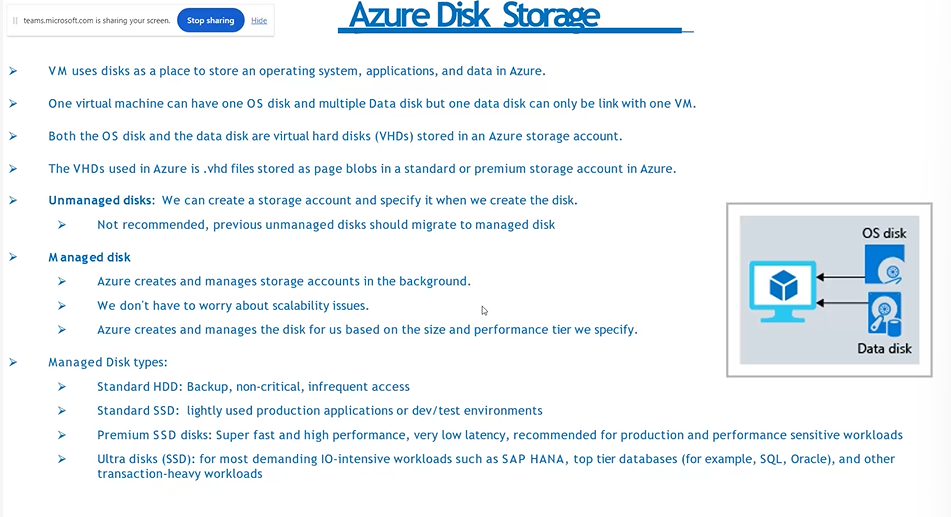 teams.microsoft.com is sharing your screen. Stop sharing Hide
Azure Disk Storage
VM uses disks as a place to store an operating system, applications, and data in Azure.
One virtual machine can have one OS disk and multiple Data disk but one data disk can only be link with one VM.
Both the OS disk and the data disk are virtual hard disks (VHDs) stored in an Azure storage account.
The VHDs used in Azure is .vhd files stored as page blobs in a standard or premium storage account in Azure.
Unmanaged disks: We can create a storage account and specify it when we create the disk.
Not recommended, previous unmanaged disks should migrate to managed disk
Managed disk
Azure creates and manages storage accounts in the background.
We don't have to worry about scalability issues.
Azure creates and manages the disk for us based on the size and performance tier we specify.
Managed Disk types:
Standard HDD: Backup, non-critical, infrequent access
Standard SSD: lightly used production applications or dev/test environments
Premium SSD disks: Super fast and high performance, very low latency, recommended for production and performance sensitive workloads
Ultra disks (SSD): for most demanding IO-intensive workloads such as SAP HANA, top tier databases (for example, SQL, Oracle), and other
transaction-heavy workloads
OS disk
Data disk